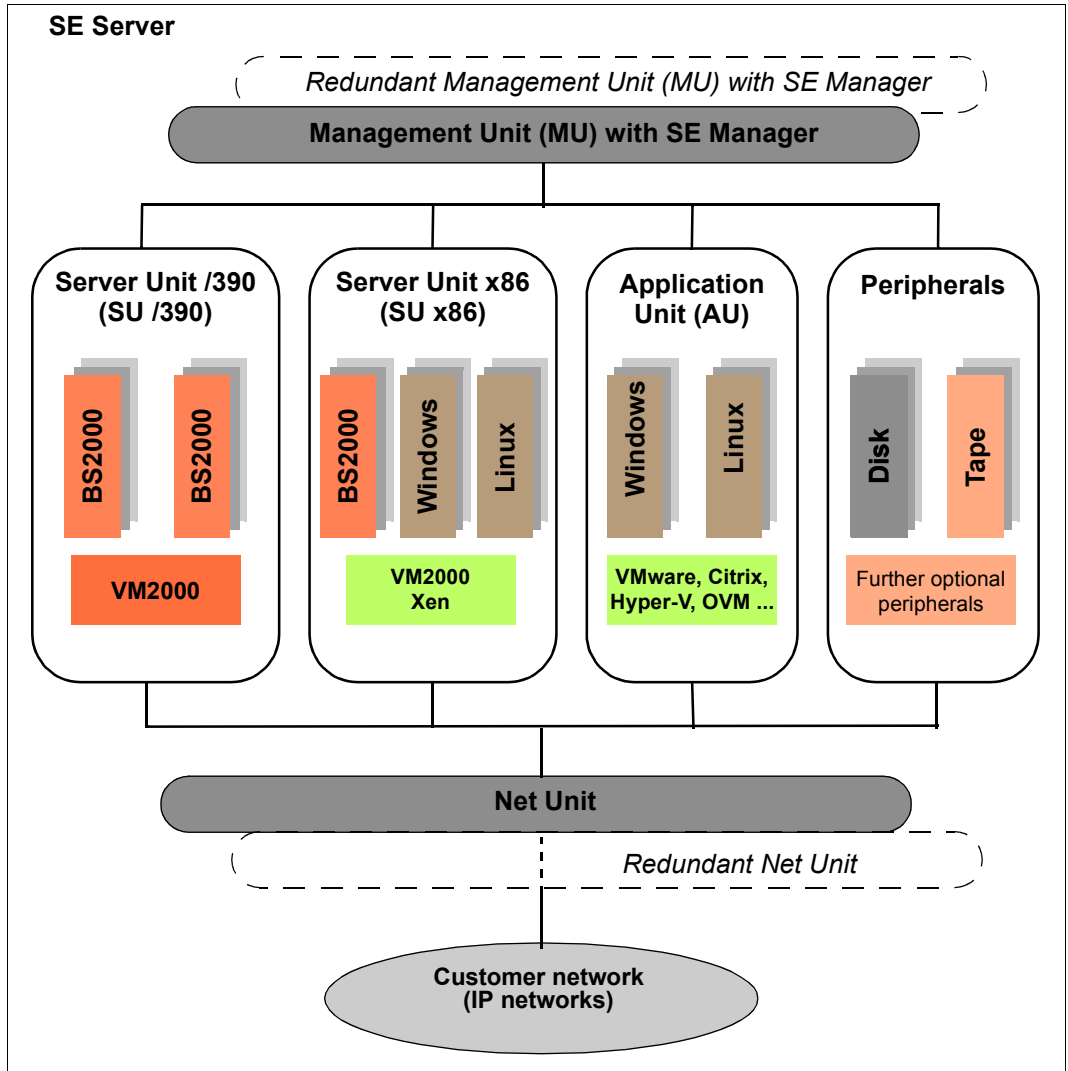 SE Server
Redundant Management Unit (MU) with SE Manager
Management Unit (MU) with SE Manager
Server Unit /390
(SU /390)
BS2000
BS2000
VM2000
Server Unit x86
(SU x86)
BS2000
Windows
Linux
VM2000
Xen
Application
Unit (AU)
Windows
Linux
VMware, Citrix,
Hyper-V, OVM ...
Peripherals
Disk
Tape
Further optional
peripherals
Net Unit
Redundant Net Unit
Customer network
(IP networks)